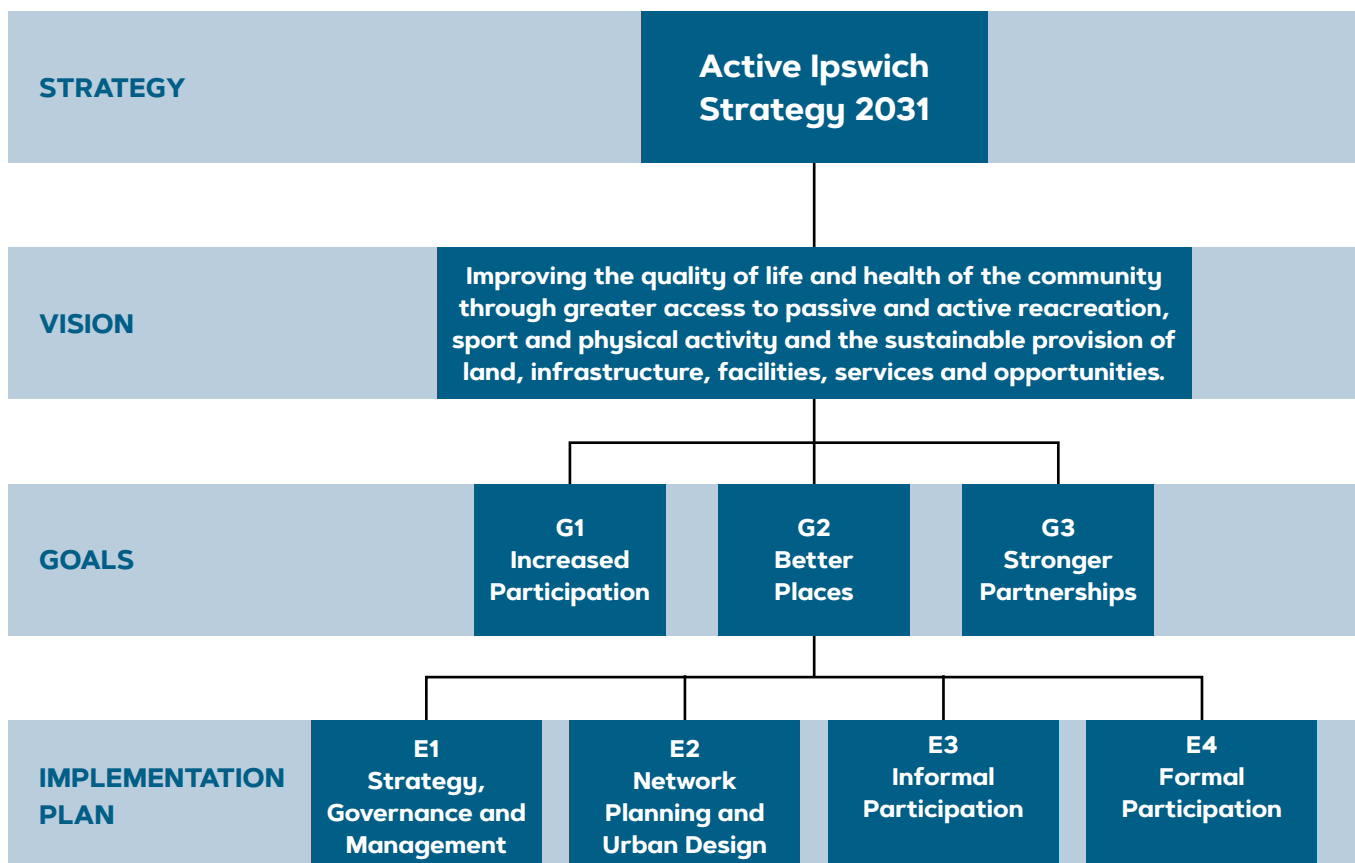 STRATEGY
Active Ipswich
Strategy 2031
VISION
Improving the quality of life and health of the community
through greater access to passive and active reacreation,
sport and physical activity and the sustainable provision of
land, infrastructure, facilities, services and opportunities.
GOALS
G1
Increased
Participation
G2
Better
Places
G3
Stronger
Partnerships
IMPLEMENTATION
PLAN
E1
Strategy,
Governance and
Management
E2
Network
Planning and
Urban Design
E3
Informal
Participation
E4
Formal
Participation